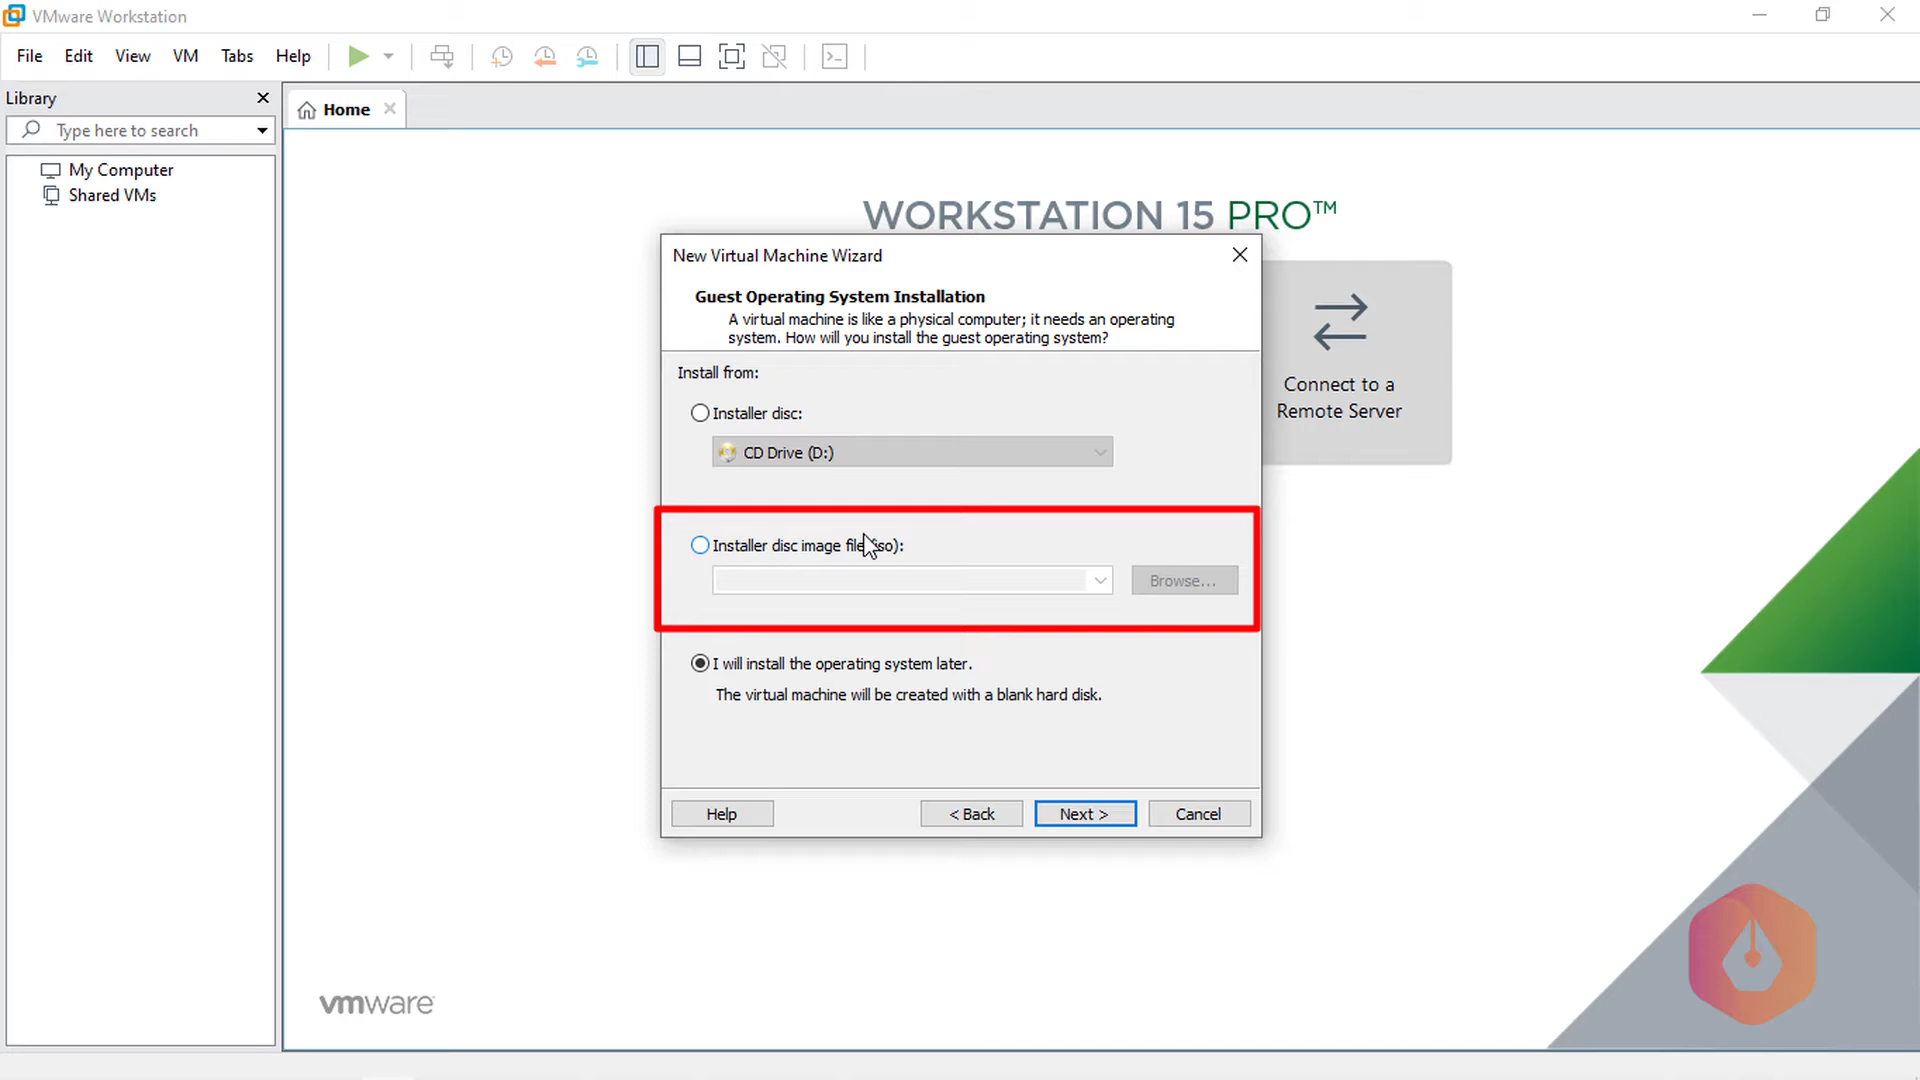 VMware Workstation
File Edit View VM Tabs Help
Library
Home
Type here to search
My Computer
Shared VMs
WORKSTATION 15 PRO™
New Virtual Machine Wizard
Guest Operating System Installation
A virtual machine is like a physical computer; it needs an operating
system. How will you install the guest operating system?
Connect to a
Remote Server
Install from:
Installer disc:
CD Drive (D:)
Installer disc image file (iso):
Browse...
I will install the operating system later.
The virtual machine will be created with a blank hard disk.
Help
< Back
Next >
Cancel
vmware